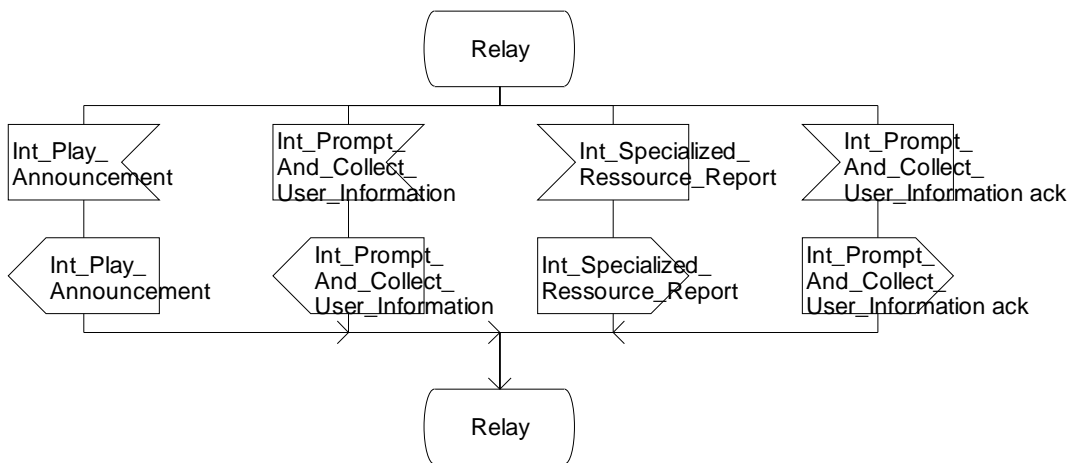 Relay
Int_Play_
Announcement
Int_Prompt_
And_Collect_
User_Information
Int_Specialized_
Ressource_Report
Int_Prompt_
And_Collect_
User_Information ack
Int_Play_
Announcement
Int_Prompt_
And_Collect_
User_Information
Int_Specialized_
Ressource_Report
Int_Prompt_
And_Collect_
User_Information ack
Relay